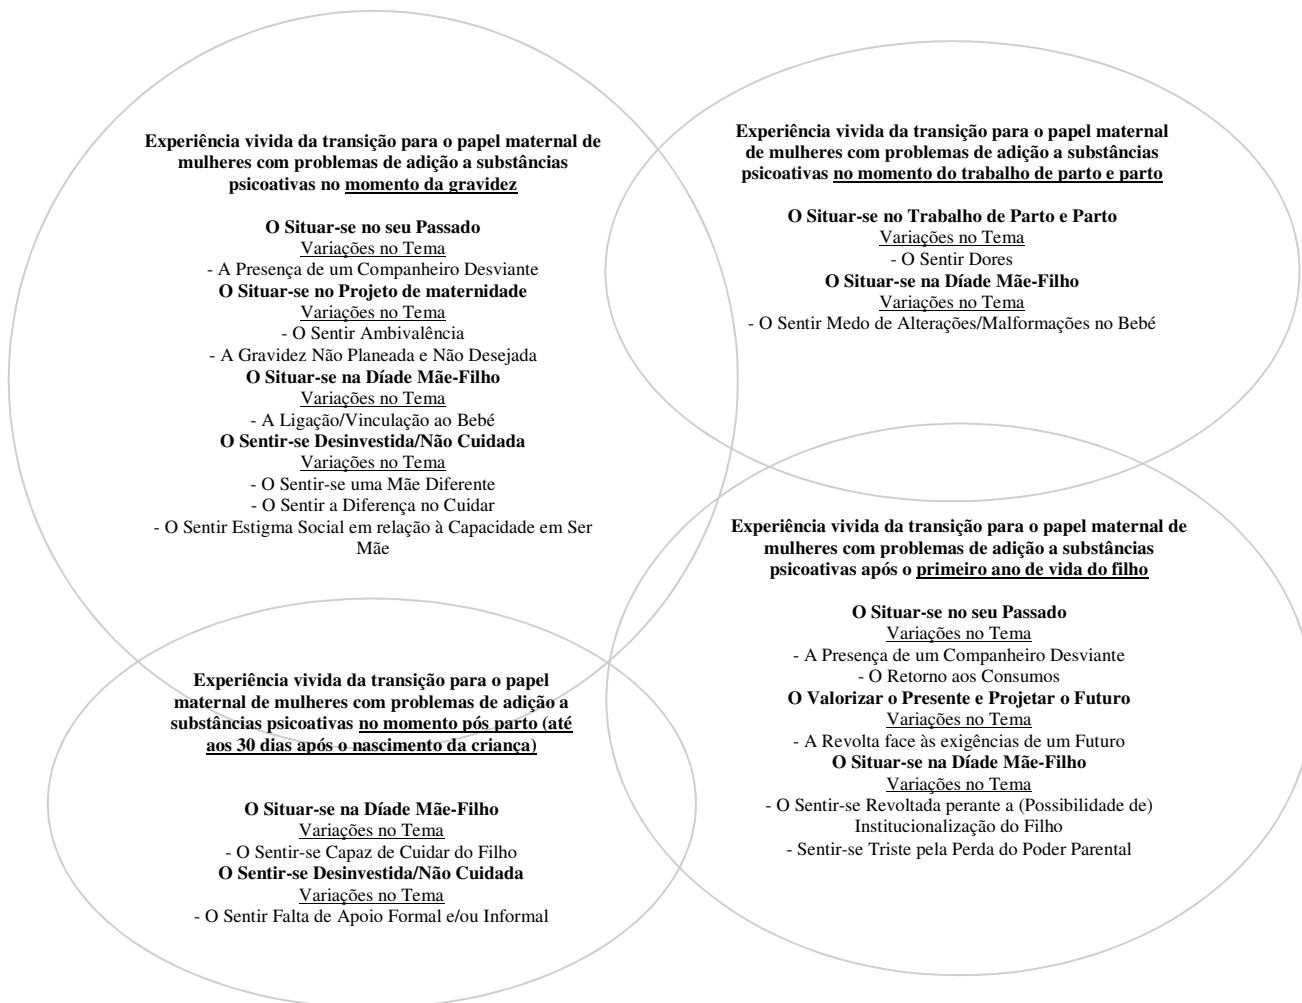 Experiência vivida da transição para o papel maternal de
mulheres com problemas de adição a substâncias
psicoativas no momento da gravidez
O Situar-se no seu Passado
Variações no Tema
- A Presença de um Companheiro Desviante
O Situar-se no Projeto de maternidade
Variações no Tema
- O Sentir Ambivalência
- A Gravidez Não Planeada e Não Desejada
O Situar-se na Díade Mãe-Filho
Variações no Tema
- A Ligação/Vinculação ao Bebé
O Sentir-se Desinvestida/Não Cuidada
Variações no Tema
- O Sentir-se uma Mãe Diferente
- O Sentir a Diferença no Cuidar
- O Sentir Estigma Social em relação à Capacidade em Ser
Mãe
Experiência vivida da transição para o papel maternal
de mulheres com problemas de adição a substâncias
psicoativas no momento do trabalho de parto e parto
O Situar-se no Trabalho de Parto e Parto
Variações no Tema
- O Sentir Dores
O Situar-se na Díade Mãe-Filho
Variações no Tema
- O Sentir Medo de Alterações/Malformações no Bebé
Experiência vivida da transição para o papel
maternal de mulheres com problemas de adição a
substâncias psicoativas no momento pós parto (até
aos 30 dias após o nascimento da criança)
O Situar-se na Díade Mãe-Filho
Variações no Tema
- O Sentir-se Capaz de Cuidar do Filho
O Sentir-se Desinvestida/Não Cuidada
Variações no Tema
- O Sentir Falta de Apoio Formal e/ou Informal
Experiência vivida da transição para o papel maternal de
mulheres com problemas de adição a substâncias
psicoativas após o primeiro ano de vida do filho
O Situar-se no seu Passado
Variações no Tema
- A Presença de um Companheiro Desviante
- O Retorno aos Consumos
O Valorizar o Presente e Projetar o Futuro
Variações no Tema
- A Revolta face às exigências de um Futuro
O Situar-se na Díade Mãe-Filho
Variações no Tema
- O Sentir-se Revoltada perante a (Possibilidade de)
Institucionalização do Filho
- Sentir-se Triste pela Perda do Poder Parental